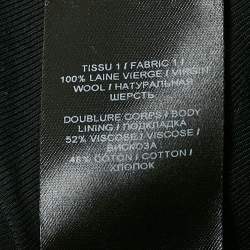 TISSU 1 / FABRIC 1 /
100% LAINE VIERGE / VIRGIN
WOOL / НАТУРАЛЬНАЯ
ШЕРСТЬ
DOUBLURE CORPS / BODY
LINING / ПОДКЛАДКА
52% VISCOSE / VISCOSE /
ВИСКОЗА
48% COTON / COTTON /
ХЛОПОК